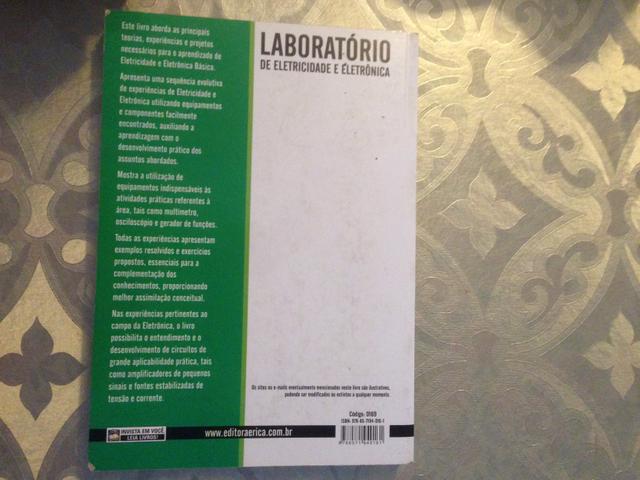 Este livro aborda as principais
teorias, experiências e projetos
necessários para o aprendizado de
Eletricidade e Eletrônica Básica.
Apresenta uma sequência evolutiva
de experiências de Eletricidade e
Eletrônica utilizando equipamentos
e componentes facilmente
encontrados, auxiliando a
aprendizagem com o
desenvolvimento prático dos
assuntos abordados.
Mostra a utilização de
equipamentos indispensáveis às
atividades práticas referentes à
área, tais como multímetro,
osciloscópio e gerador de funções.
Todas as experiências apresentam
exemplos resolvidos e exercícios
propostos, essenciais para a
complementação dos
conhecimentos, proporcionando
melhor assimilação conceitual.
Nas experiências pertinentes ao
campo da Eletrônica, o livro
possibilita o entendimento e o
desenvolvimento de circuitos de
grande aplicabilidade prática, tais
como amplificadores de pequenos
sinais e fontes estabilizadas de
tensão e corrente.
LABORATÓRIO
DE ELETRICIDADE E ELETRÔNICA
Os sites ou e-mails eventualmente mencionados neste livro são ilustrativos,
podendo ser modificados ou extintos a qualquer momento.
Código: 0169
INVISTA EM VOCÊ
LEIA LIVROS!
www.editoraerica.com.br